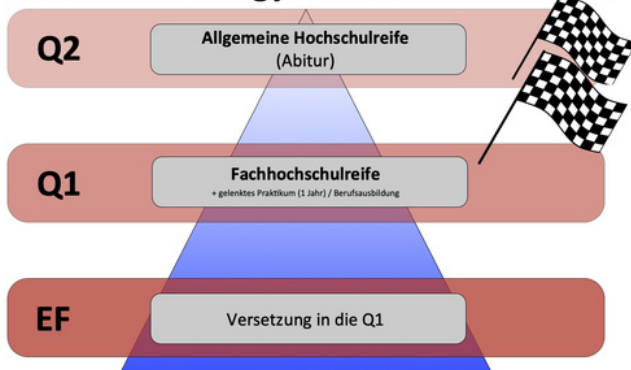 Q2
Allgemeine Hochschulreife
(Abitur)
Q1
Fachhochschulreife
+ gelenktes Praktikum (1 Jahr) / Berufsausbildung
EF
Versetzung in die Q1